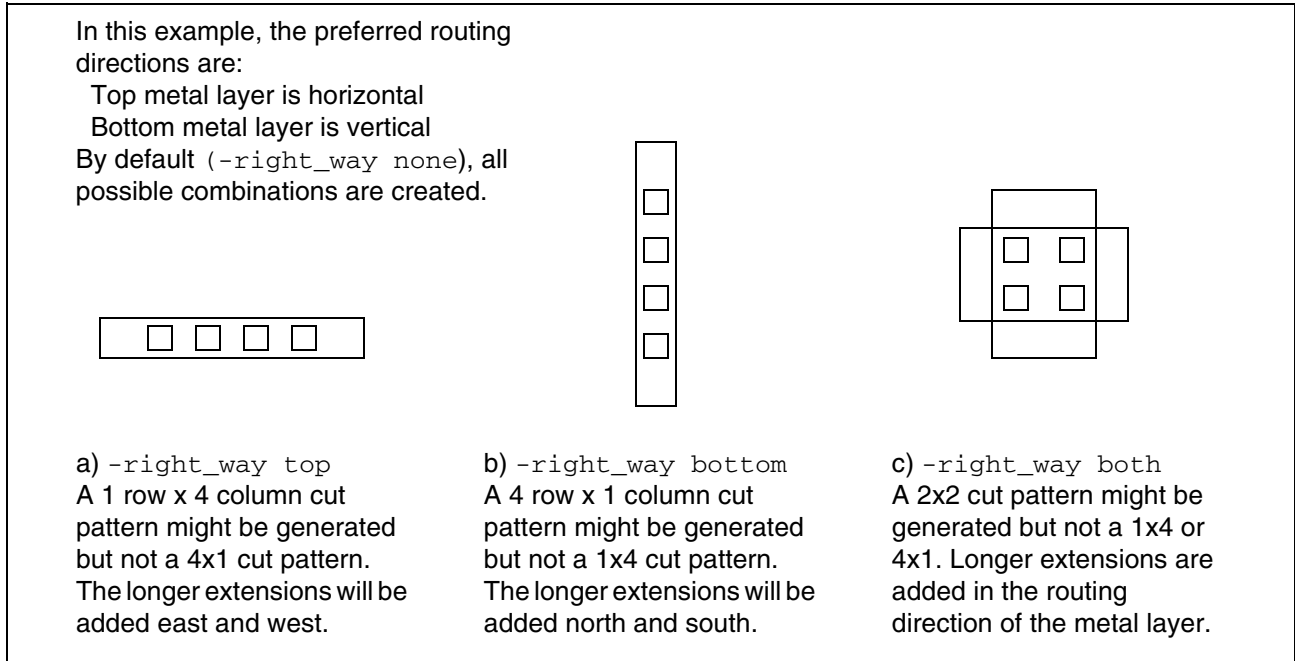 In this example, the preferred routing
directions are:
Top metal layer is horizontal
Bottom metal layer is vertical
By default (-right_way none), all
possible combinations are created.
a) -right_way top
A 1 row x 4 column cut
pattern might be generated
but not a 4x1 cut pattern.
The longer extensions will be
added east and west.
b) -right_way bottom
A 4 row x 1 column cut
pattern might be generated
but not a 1x4 cut pattern.
The longer extensions will be
added north and south.
c) -right_way both
A 2x2 cut pattern might be
generated but not a 1x4 or
4x1. Longer extensions are
added in the routing
direction of the metal layer.